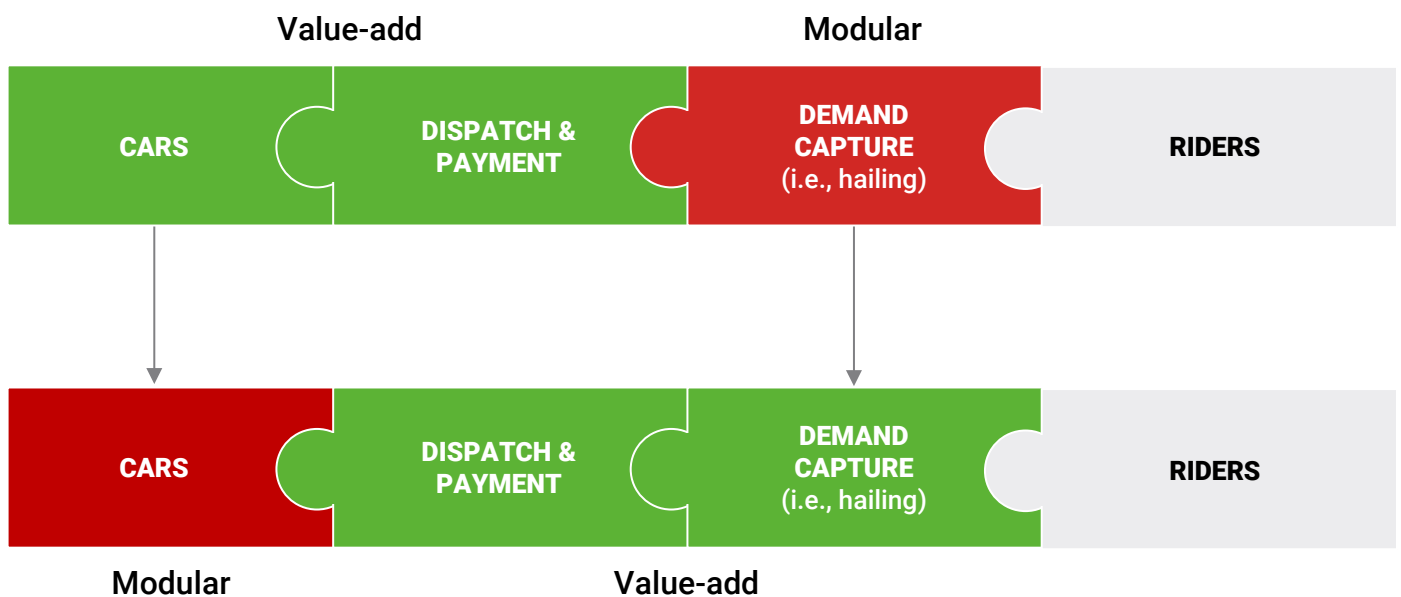 Value-add
Modular
CARS
DISPATCH &
PAYMENT
DEMAND
CAPTURE
(i.e., hailing)
RIDERS
CARS
DISPATCH &
PAYMENT
DEMAND
CAPTURE
(i.e., hailing)
RIDERS
Modular
Value-add